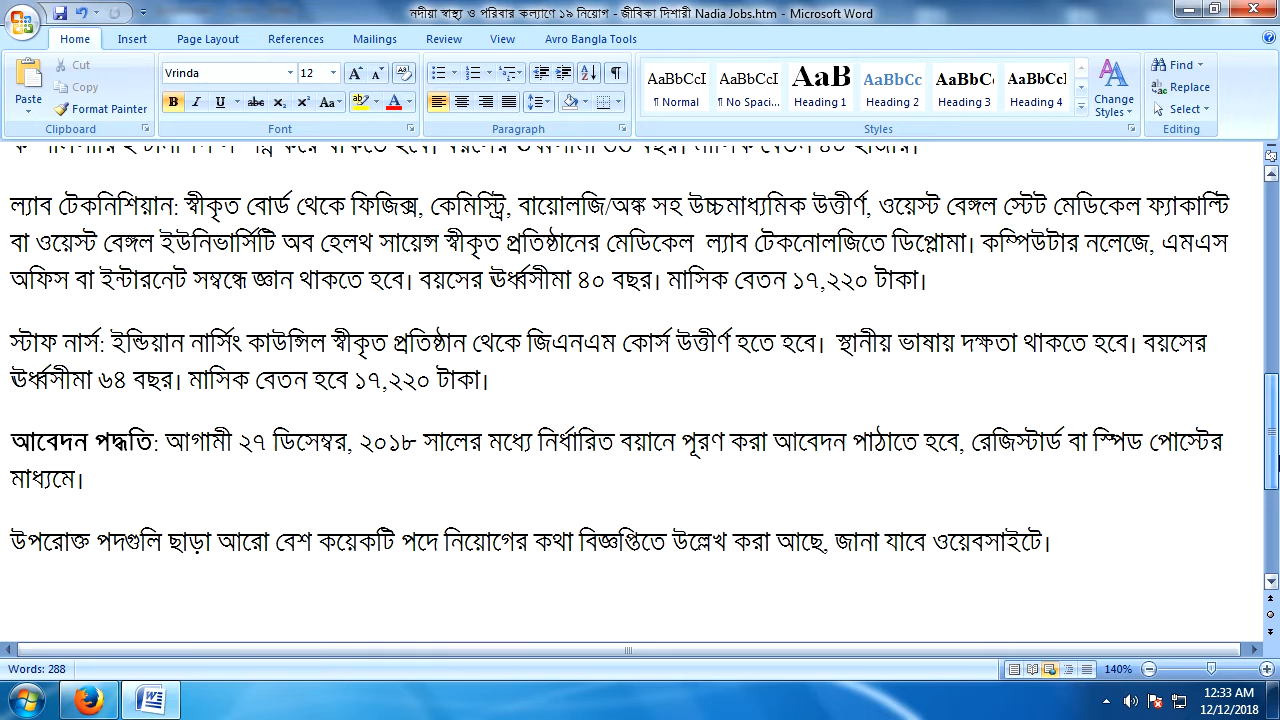 নদীয়া স্বাস্থ্য ও পরিবার কল্যাণে ১৯ নিয়োগ - জীবিকা দিশারী Nadia Jobs.htm - Microsoft Word
Home Insert Page Layout References Mailings Review View Avro Bangla Tools
Paste Cut Copy Format Painter
Clipboard
Vrinda 12
B I U abc x₂ x² Aa
Font
Paragraph
AaBbCcI AaBbCcI AaB AaBbCc AaBbC AaBbCcI
¶ Normal ¶ No Spaci... Heading 1 Heading 2 Heading 3 Heading 4
Change Styles
Styles
Find Replace Select
Editing
ল্যাব টেকনিশিয়ান: স্বীকৃত বোর্ড থেকে ফিজিক্স, কেমিস্ট্রি, বায়োলজি/অঙ্ক সহ উচ্চমাধ্যমিক উত্তীর্ণ, ওয়েস্ট বেঙ্গল স্টেট মেডিকেল ফ্যাকাল্টি
বা ওয়েস্ট বেঙ্গল ইউনিভার্সিটি অব হেলথ সায়েন্স স্বীকৃত প্রতিষ্ঠানের মেডিকেল ল্যাব টেকনোলজিতে ডিপ্লোমা। কম্পিউটার নলেজে, এমএস
অফিস বা ইন্টারনেট সম্বন্ধে জ্ঞান থাকতে হবে। বয়সের ঊর্ধ্বসীমা ৪০ বছর। মাসিক বেতন ১৭,২২০ টাকা।
স্টাফ নার্স: ইন্ডিয়ান নার্সিং কাউন্সিল স্বীকৃত প্রতিষ্ঠান থেকে জিএনএম কোর্স উত্তীর্ণ হতে হবে। স্থানীয় ভাষায় দক্ষতা থাকতে হবে। বয়সের
ঊর্ধ্বসীমা ৬৪ বছর। মাসিক বেতন হবে ১৭,২২০ টাকা।
আবেদন পদ্ধতি: আগামী ২৭ ডিসেম্বর, ২০১৮ সালের মধ্যে নির্ধারিত বয়ানে পূরণ করা আবেদন পাঠাতে হবে, রেজিস্টার্ড বা স্পিড পোস্টের
মাধ্যমে।
উপরোক্ত পদগুলি ছাড়া আরো বেশ কয়েকটি পদে নিয়োগের কথা বিজ্ঞপ্তিতে উল্লেখ করা আছে, জানা যাবে ওয়েবসাইটে।
Words: 288 140%
12:33 AM
12/12/2018